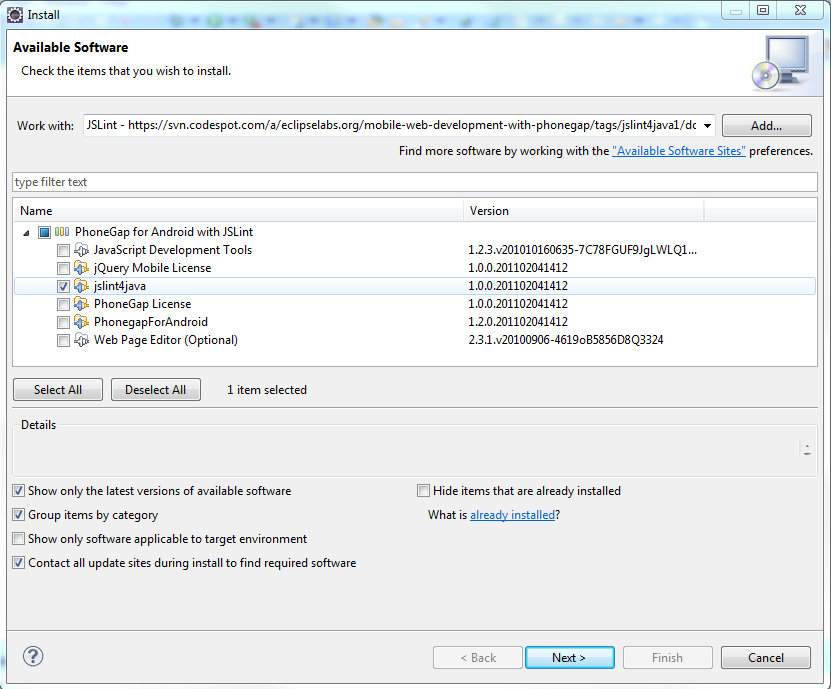 Install
Available Software
Check the items that you wish to install.
Work with: JSLint - https://svn.codespot.com/a/eclipselabs.org/mobile-web-development-with-phonegap/tags/jslint4java1/dc Add...
Find more software by working with the "Available Software Sites" preferences.
type filter text
Name Version
PhoneGap for Android with JSLint
JavaScript Development Tools 1.2.3.v201010160635-7C78FGUF9JgLWLQ1...
jQuery Mobile License 1.0.0.201102041412
jslint4java 1.0.0.201102041412
PhoneGap License 1.0.0.201102041412
PhonegapForAndroid 1.2.0.201102041412
Web Page Editor (Optional) 2.3.1.v20100906-4619oB5856D8Q3324
Select All Deselect All 1 item selected
Details
Show only the latest versions of available software Hide items that are already installed
Group items by category What is already installed?
Show only software applicable to target environment
Contact all update sites during install to find required software
? < Back Next > Finish Cancel